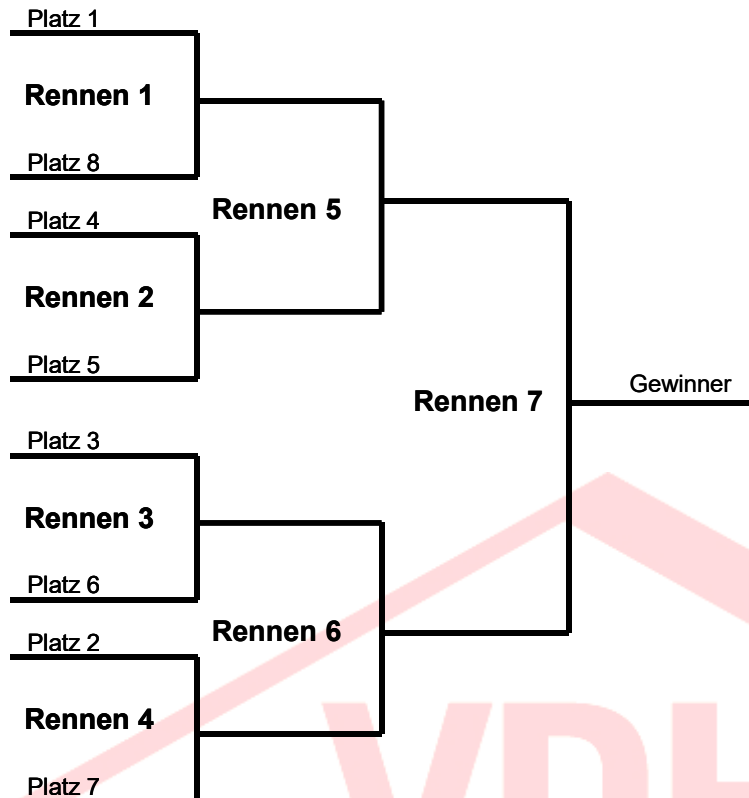 Platz 1
Rennen 1
Platz 8
Rennen 5
Platz 4
Rennen 2
Platz 5
Gewinner
Rennen 7
Platz 3
Rennen 3
Platz 6
Rennen 6
Platz 2
Rennen 4
Platz 7
VDH